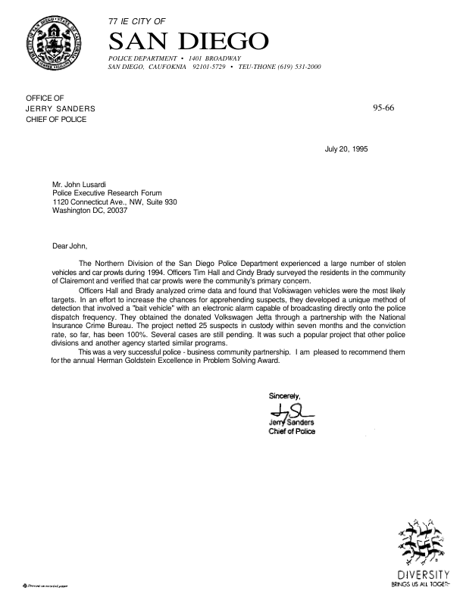 77 IE CITY OF
SAN DIEGO
POLICE DEPARTMENT • 1401 BROADWAY
SAN DIEGO, CAUFOKNIA 92101-5729 • TEU-THONE (619) 531-2000
OFFICE OF
JERRY SANDERS
CHIEF OF POLICE
95-66
July 20, 1995
Mr. John Lusardi
Police Executive Research Forum
1120 Connecticut Ave., NW, Suite 930
Washington DC, 20037
Dear John,
The Northern Division of the San Diego Police Department experienced a large number of stolen
vehicles and car prowls during 1994. Officers Tim Hall and Cindy Brady surveyed the residents in the community
of Clairemont and verified that car prowls were the community's primary concern.
Officers Hall and Brady analyzed crime data and found that Volkswagen vehicles were the most likely
targets. In an effort to increase the chances for apprehending suspects, they developed a unique method of
detection that involved a "bait vehicle" with an electronic alarm capable of broadcasting directly onto the police
dispatch frequency. They obtained the donated Volkswagen Jetta through a partnership with the National
Insurance Crime Bureau. The project netted 25 suspects in custody within seven months and the conviction
rate, so far, has been 100%. Several cases are still pending. It was such a popular project that other police
divisions and another agency started similar programs.
This was a very successful police - business community partnership. I am pleased to recommend them
for the annual Herman Goldstein Excellence in Problem Solving Award.
Sincerely,
Jerry Sanders
Chief of Police
DIVERSITY
BRINGS US ALL TOGETH